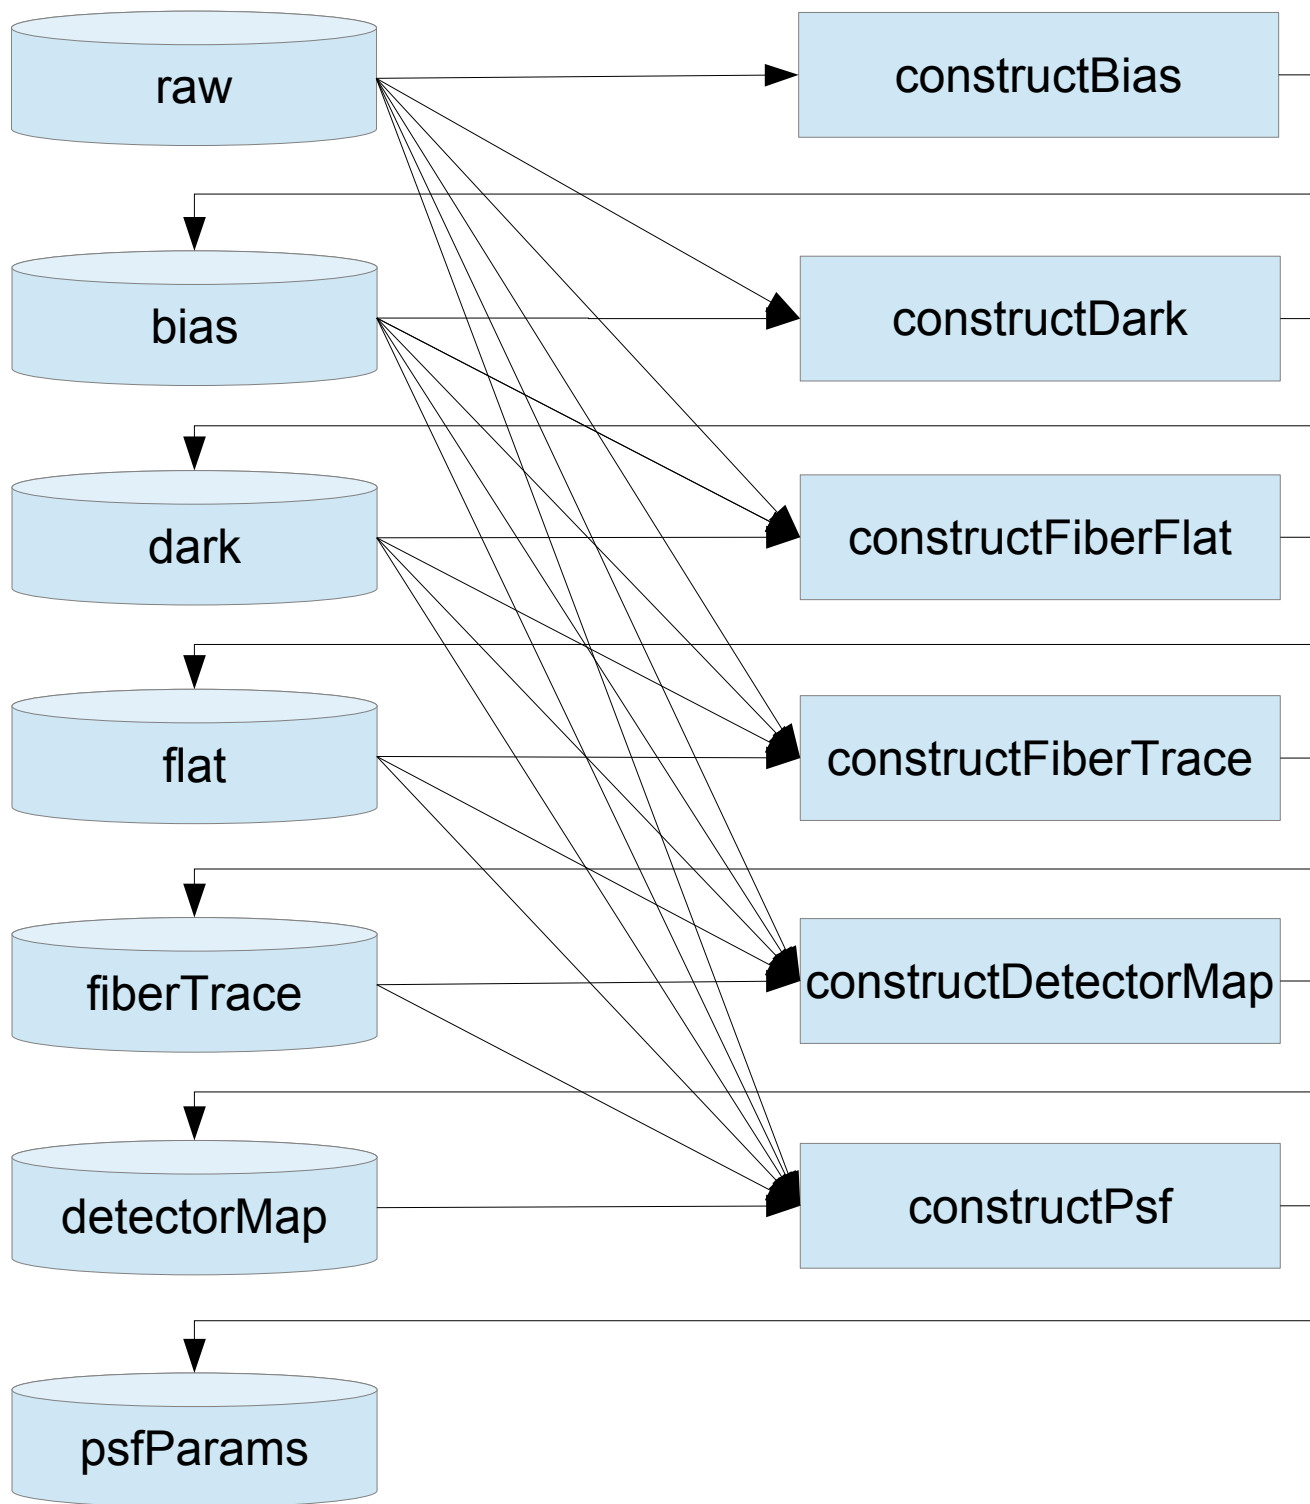 raw
constructBias
bias
constructDark
dark
constructFiberFlat
flat
constructFiberTrace
fiberTrace
constructDetectorMap
detectorMap
constructPsf
psfParams